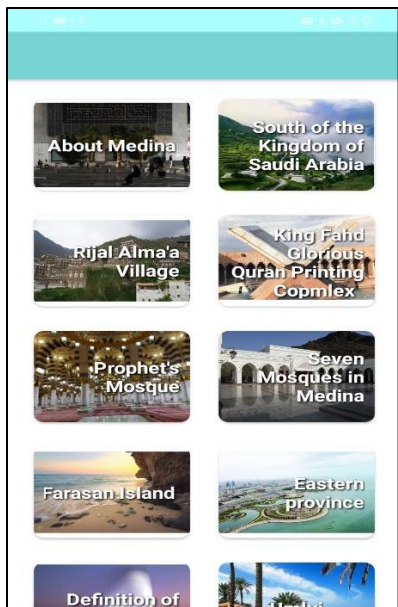 About Medina
South of the
Kingdom of
Saudi Arabia
Rijal Alma'a
Village
King Fahd
Glorious
Quran Printing
Copmlex
Prophet's
Mosque
Seven
Mosques in
Medina
Farasan Island
Eastern
province
Definition of